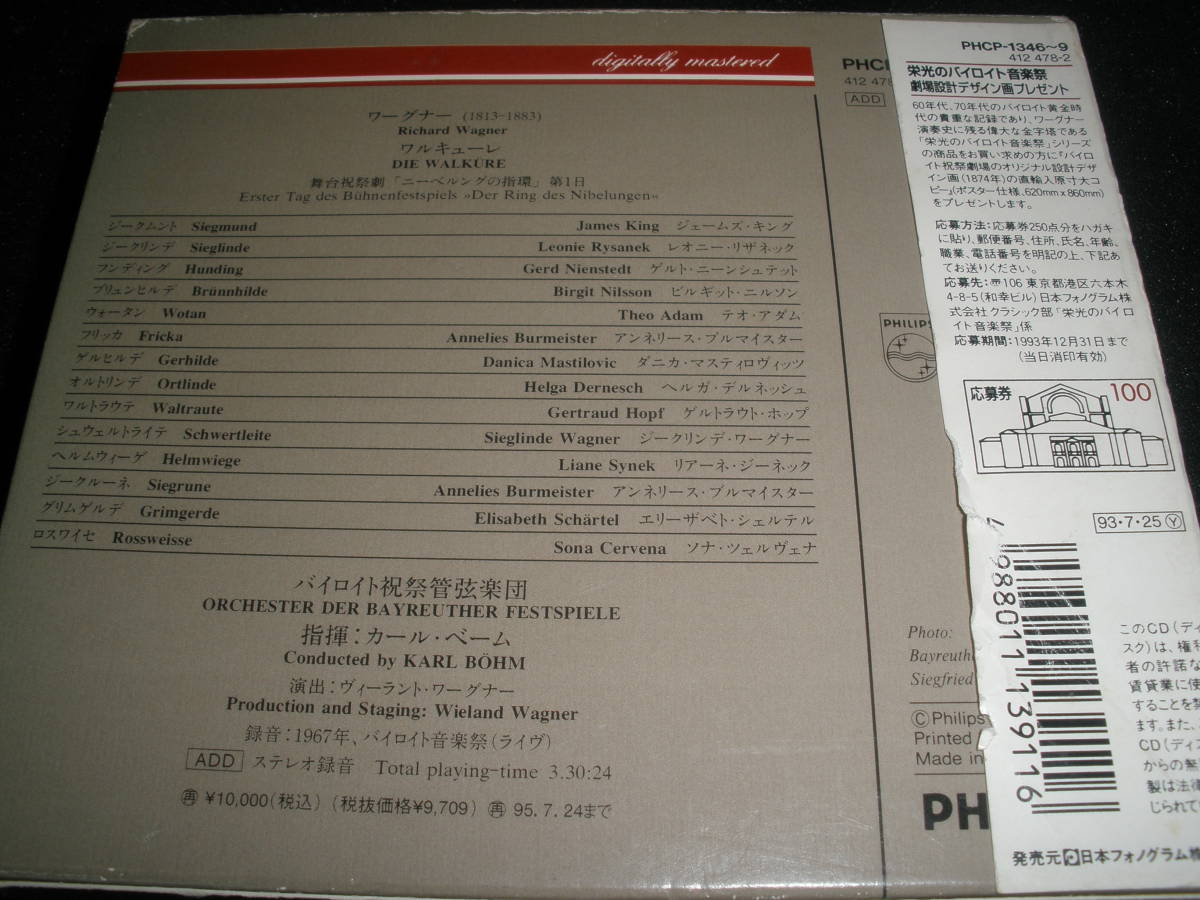 digitally mastered
ワーグナー (1813-1883)
Richard Wagner
ワルキューレ
DIE WALKÜRE
舞台祝祭劇「ニーベルングの指環」第1日
Erster Tag des Bühnenfestspiels »Der Ring des Nibelungen«
ジークムント Siegmund James King ジェームズ・キング
ジークリンデ Sieglinde Leonie Rysanek レオニー・リザネック
フンディング Hunding Gerd Nienstedt ゲルト・ニーンシュテット
ブリュンヒルデ Brünnhilde Birgit Nilsson ビルギット・ニルソン
ウォータン Wotan Theo Adam テオ・アダム
フリッカ Fricka Annelies Burmeister アンネリース・ブルマイスター
ゲルヒルデ Gerhilde Danica Mastilovic ダニカ・マスティロヴィッツ
オルトリンデ Ortlinde Helga Dernesch ヘルガ・デルネッシュ
ワルトラウテ Waltraute Gertraud Hopf ゲルトラウト・ホップ
シュウェルトライテ Schwertleite Sieglinde Wagner ジークリンデ・ワーグナー
ヘルムウィーゲ Helmwiege Liane Synek リアーネ・ジーネック
ジークルーネ Siegrune Annelies Burmeister アンネリース・ブルマイスター
グリムゲルデ Grimgerde Elisabeth Schärtel エリーザベト・シェルテル
ロスワイセ Rossweisse Sona Cervena ソナ・ツェルヴェナ
バイロイト祝祭管弦楽団
ORCHESTER DER BAYREUTHER FESTSPIELE
指揮:カール・ベーム
Conducted by KARL BÖHM
演出:ヴィーラント・ワーグナー
Production and Staging: Wieland Wagner
録音:1967年、バイロイト音楽祭(ライヴ)
ADD ステレオ録音 Total playing-time 3.30:24
再 ¥10,000(税込)(税抜価格¥9,709) 再 95.7.24まで
PHCP
412 478
ADD
PHILIPS
Photo:
Bayreuth
Siegfried
©Philips
Printed
Made in
PH
PHCP-1346〜9
412 478-2
栄光のバイロイト音楽祭
劇場設計デザイン画プレゼント
60年代、70年代のバイロイト黄金時
代の貴重な記録であり、ワーグナー
演奏史に残る偉大な金字塔である
「栄光のバイロイト音楽祭」シリーズ
の商品をお買い求めの方に『バイロ
イト祝祭劇場のオリジナル設計デザ
イン画(1874年)の直輸入原寸大コ
ピー』(ポスター仕様、620mm×860mm)
をプレゼントします。
応募方法:応募券250点分をハガキ
に貼り、郵便番号、住所、氏名、年齢、
職業、電話番号を明記の上、下記あ
てお送りください。
応募先:〒106 東京都港区六本木
4-8-5(和幸ビル)日本フォノグラム株
式会社クラシック部「栄光のバイロ
イト音楽祭」係
応募期間:1993年12月31日まで
(当日消印有効)
応募券 100
93・7・25 Y
4 988011 139116
このCD(ディ
スク)は、権利
者の許諾な
賃貸業に使
することを禁
ます。また、
CD(ディス
からの無
製は法律
じられて
発売元 日本フォノグラム株